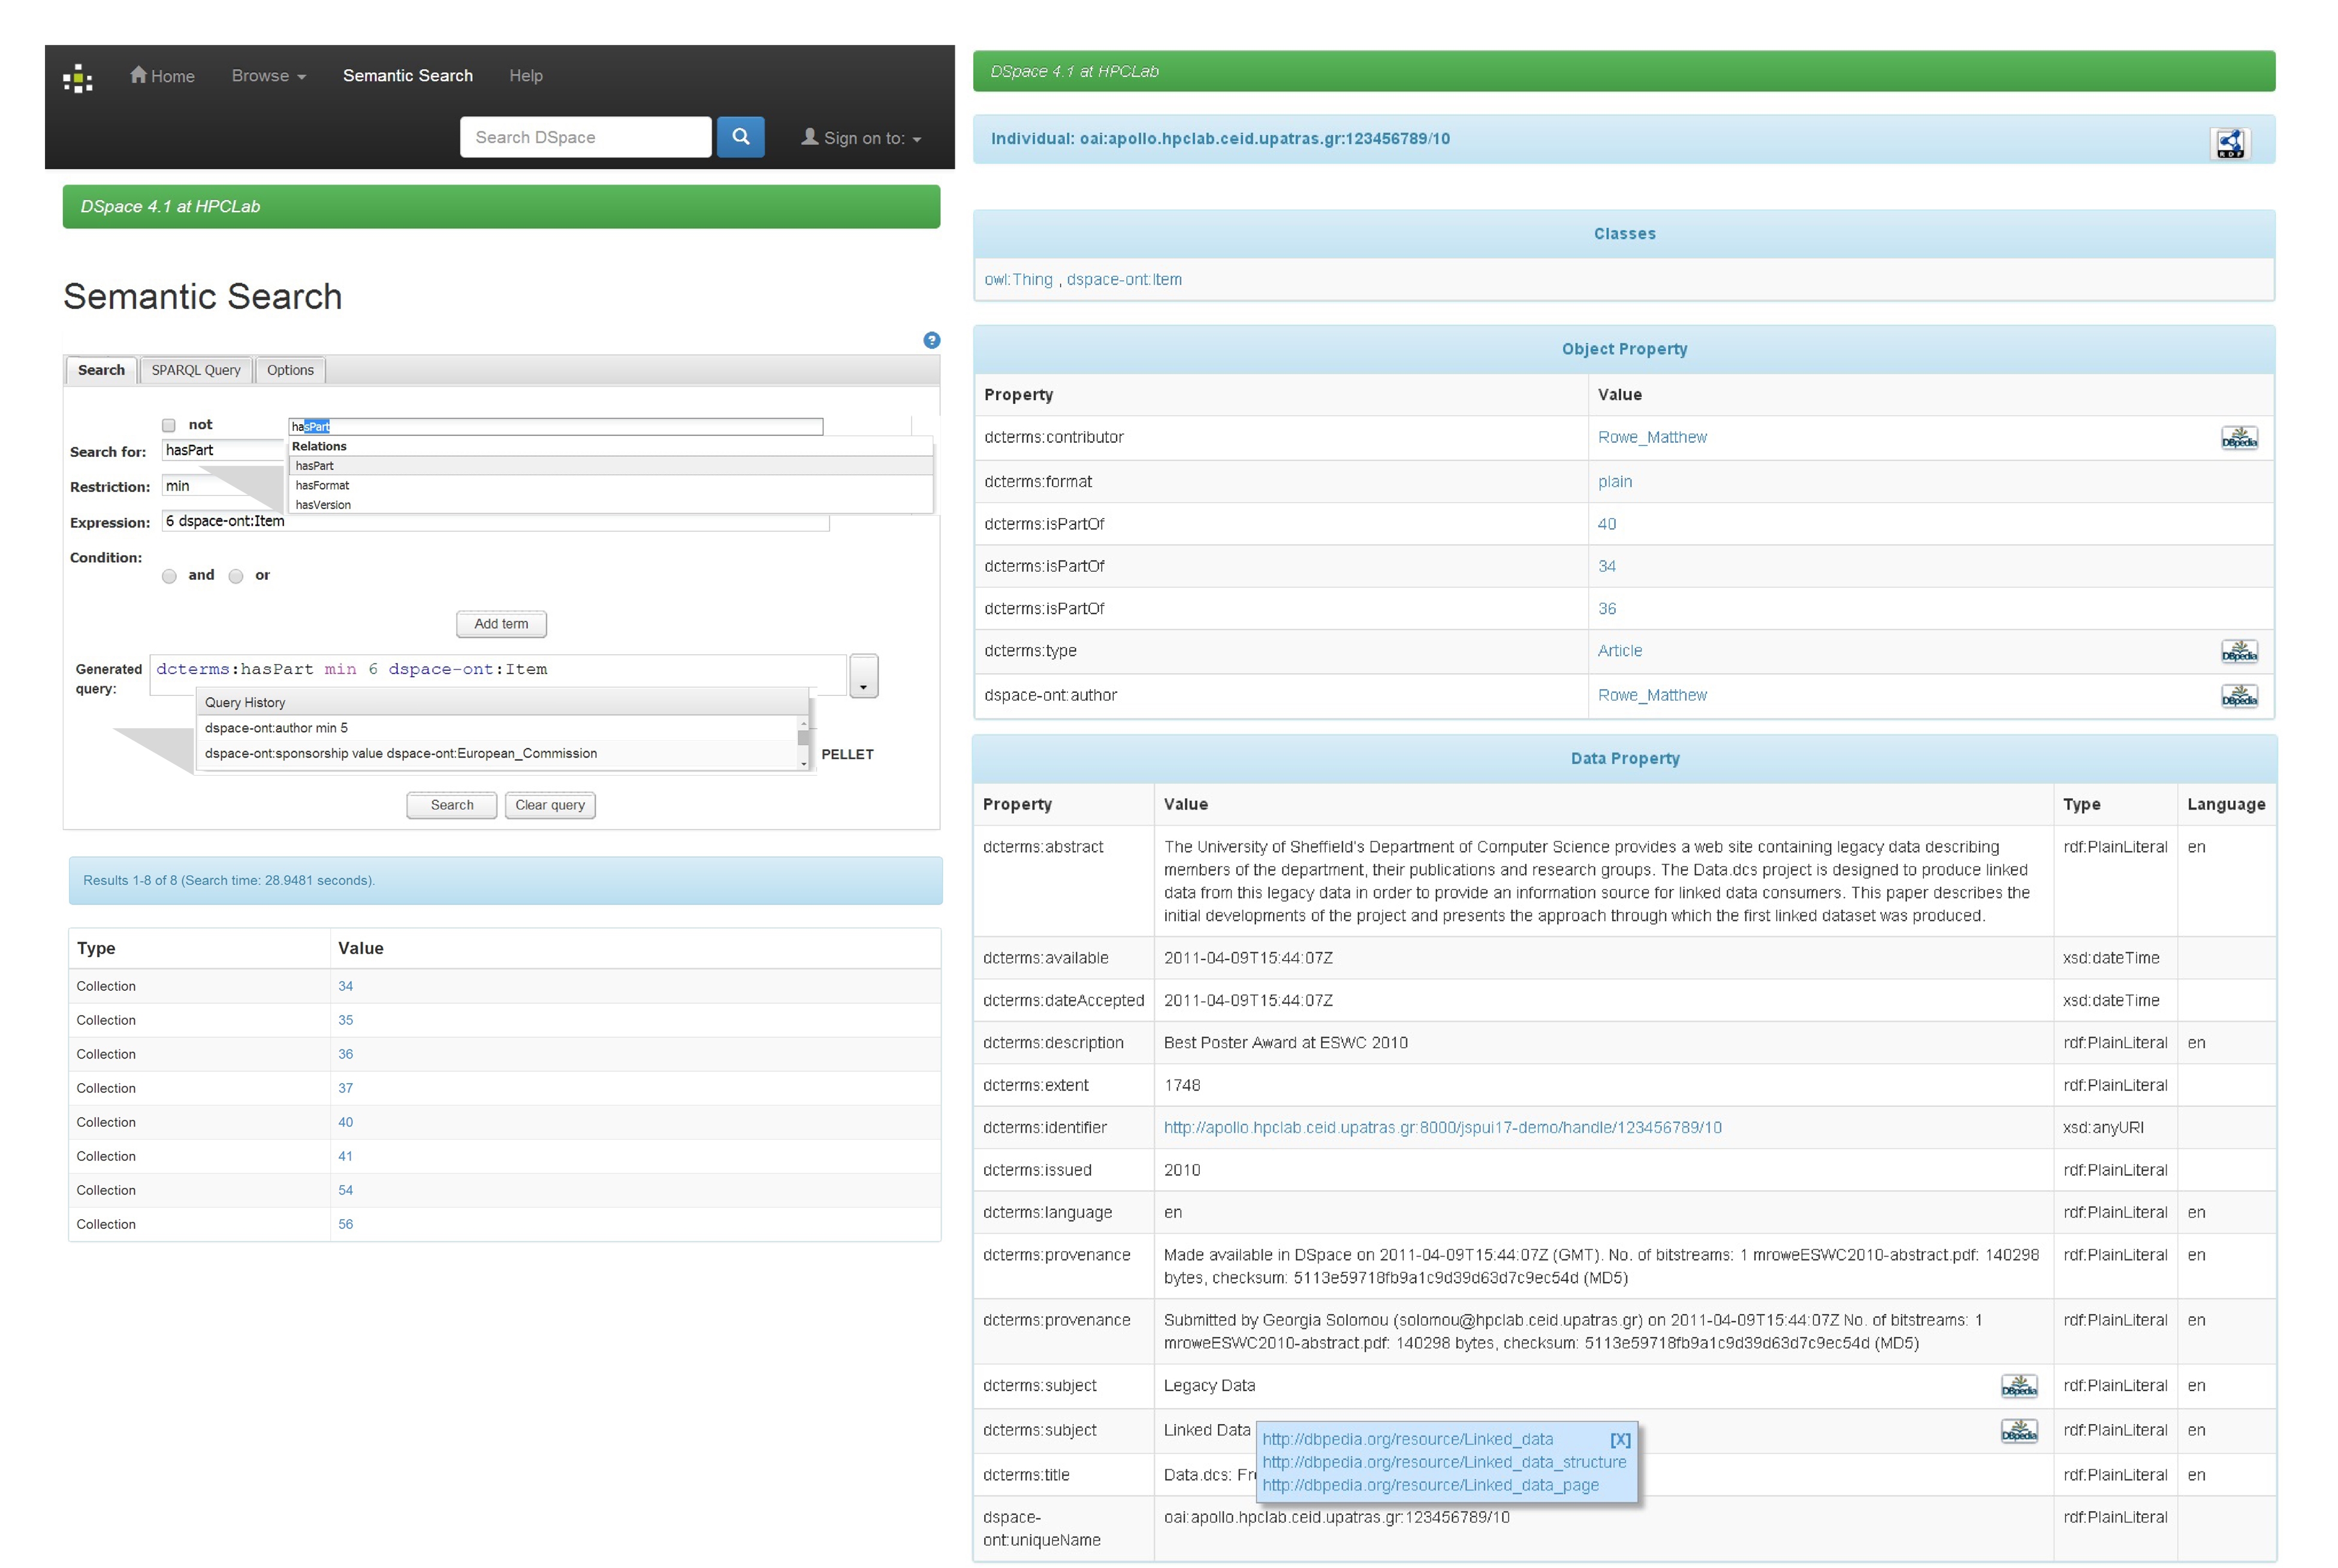 Home Browse Semantic Search Help
Search DSpace Sign on to:
DSpace 4.1 at HPCLab
Semantic Search
?
Search SPARQL Query Options
not hasPart
Relations
Search for: hasPart
hasPart
Restriction: min
hasFormat
hasVersion
Expression: 6 dspace-ont:Item
Condition:
and or
Add term
Generated query: dcterms:hasPart min 6 dspace-ont:Item
Query History
dspace-ont:author min 5
dspace-ont:sponsorship value dspace-ont:European_Commission
PELLET
Search Clear query
Results 1-8 of 8 (Search time: 28.9481 seconds).
Type Value
Collection 34
Collection 35
Collection 36
Collection 37
Collection 40
Collection 41
Collection 54
Collection 56
DSpace 4.1 at HPCLab
Individual: oai:apollo.hpclab.ceid.upatras.gr:123456789/10 RDF
Classes
owl:Thing , dspace-ont:Item
Object Property
Property Value
dcterms:contributor Rowe_Matthew DBpedia
dcterms:format plain
dcterms:isPartOf 40
dcterms:isPartOf 34
dcterms:isPartOf 36
dcterms:type Article DBpedia
dspace-ont:author Rowe_Matthew DBpedia
Data Property
Property Value Type Language
dcterms:abstract The University of Sheffield's Department of Computer Science provides a web site containing legacy data describing rdf:PlainLiteral en
members of the department, their publications and research groups. The Data.dcs project is designed to produce linked
data from this legacy data in order to provide an information source for linked data consumers. This paper describes the
initial developments of the project and presents the approach through which the first linked dataset was produced.
dcterms:available 2011-04-09T15:44:07Z xsd:dateTime
dcterms:dateAccepted 2011-04-09T15:44:07Z xsd:dateTime
dcterms:description Best Poster Award at ESWC 2010 rdf:PlainLiteral en
dcterms:extent 1748 rdf:PlainLiteral
dcterms:identifier http://apollo.hpclab.ceid.upatras.gr:8000/jspui17-demo/handle/123456789/10 xsd:anyURI
dcterms:issued 2010 rdf:PlainLiteral
dcterms:language en rdf:PlainLiteral en
dcterms:provenance Made available in DSpace on 2011-04-09T15:44:07Z (GMT). No. of bitstreams: 1 mroweESWC2010-abstract.pdf: 140298 rdf:PlainLiteral en
bytes, checksum: 5113e59718fb9a1c9d39d63d7c9ec54d (MD5)
dcterms:provenance Submitted by Georgia Solomou (solomou@hpclab.ceid.upatras.gr) on 2011-04-09T15:44:07Z No. of bitstreams: 1 rdf:PlainLiteral en
mroweESWC2010-abstract.pdf: 140298 bytes, checksum: 5113e59718fb9a1c9d39d63d7c9ec54d (MD5)
dcterms:subject Legacy Data DBpedia rdf:PlainLiteral en
dcterms:subject Linked Data DBpedia rdf:PlainLiteral en
http://dbpedia.org/resource/Linked_data [X]
http://dbpedia.org/resource/Linked_data_structure
http://dbpedia.org/resource/Linked_data_page
dcterms:title Data.dcs: rdf:PlainLiteral en
dspace-ont:uniqueName oai:apollo.hpclab.ceid.upatras.gr:123456789/10 rdf:PlainLiteral